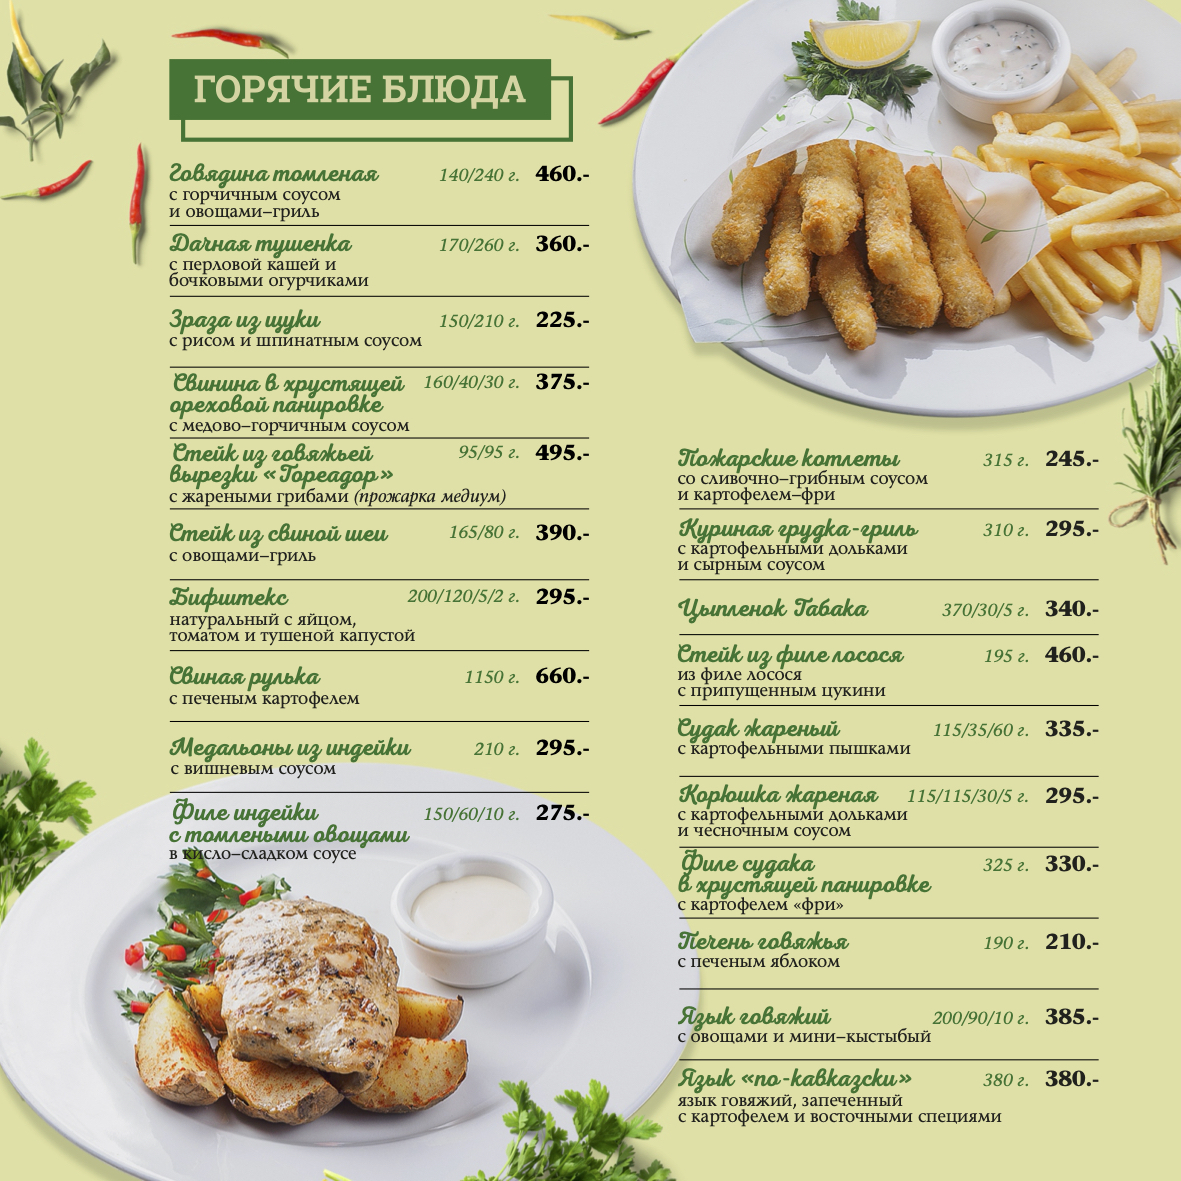 ГОРЯЧИЕ БЛЮДА
Говядина томленая 140/240 г. 460.-
с горчичным соусом
и овощами–гриль
Дачная тушенка 170/260 г. 360.-
с перловой кашей и
бочковыми огурчиками
Зраза из щуки 150/210 г. 225.-
с рисом и шпинатным соусом
Свинина в хрустящей 160/40/30 г. 375.-
ореховой панировке
с медово–горчичным соусом
Стейк из говяжьей 95/95 г. 495.-
вырезки «Тореадор»
с жареными грибами (прожарка медиум)
Стейк из свиной шеи 165/80 г. 390.-
с овощами–гриль
Бифштекс 200/120/5/2 г. 295.-
натуральный с яйцом,
томатом и тушеной капустой
Свиная рулька 1150 г. 660.-
с печеным картофелем
Медальоны из индейки 210 г. 295.-
с вишневым соусом
Филе индейки 150/60/10 г. 275.-
с томлеными овощами
в кисло–сладком соусе
Пожарские котлеты 315 г. 245.-
со сливочно–грибным соусом
и картофелем–фри
Куриная грудка-гриль 310 г. 295.-
с картофельными дольками
и сырным соусом
Цыпленок Табака 370/30/5 г. 340.-
Стейк из филе лосося 195 г. 460.-
из филе лосося
с припущенным цукини
Судак жареный 115/35/60 г. 335.-
с картофельными пышками
Корюшка жареная 115/115/30/5 г. 295.-
с картофельными дольками
и чесночным соусом
Филе судака 325 г. 330.-
в хрустящей панировке
с картофелем «фри»
Печень говяжья 190 г. 210.-
с печеным яблоком
Язык говяжий 200/90/10 г. 385.-
с овощами и мини–кыстыбый
Язык «по-кавказски» 380 г. 380.-
язык говяжий, запеченный
с картофелем и восточными специями